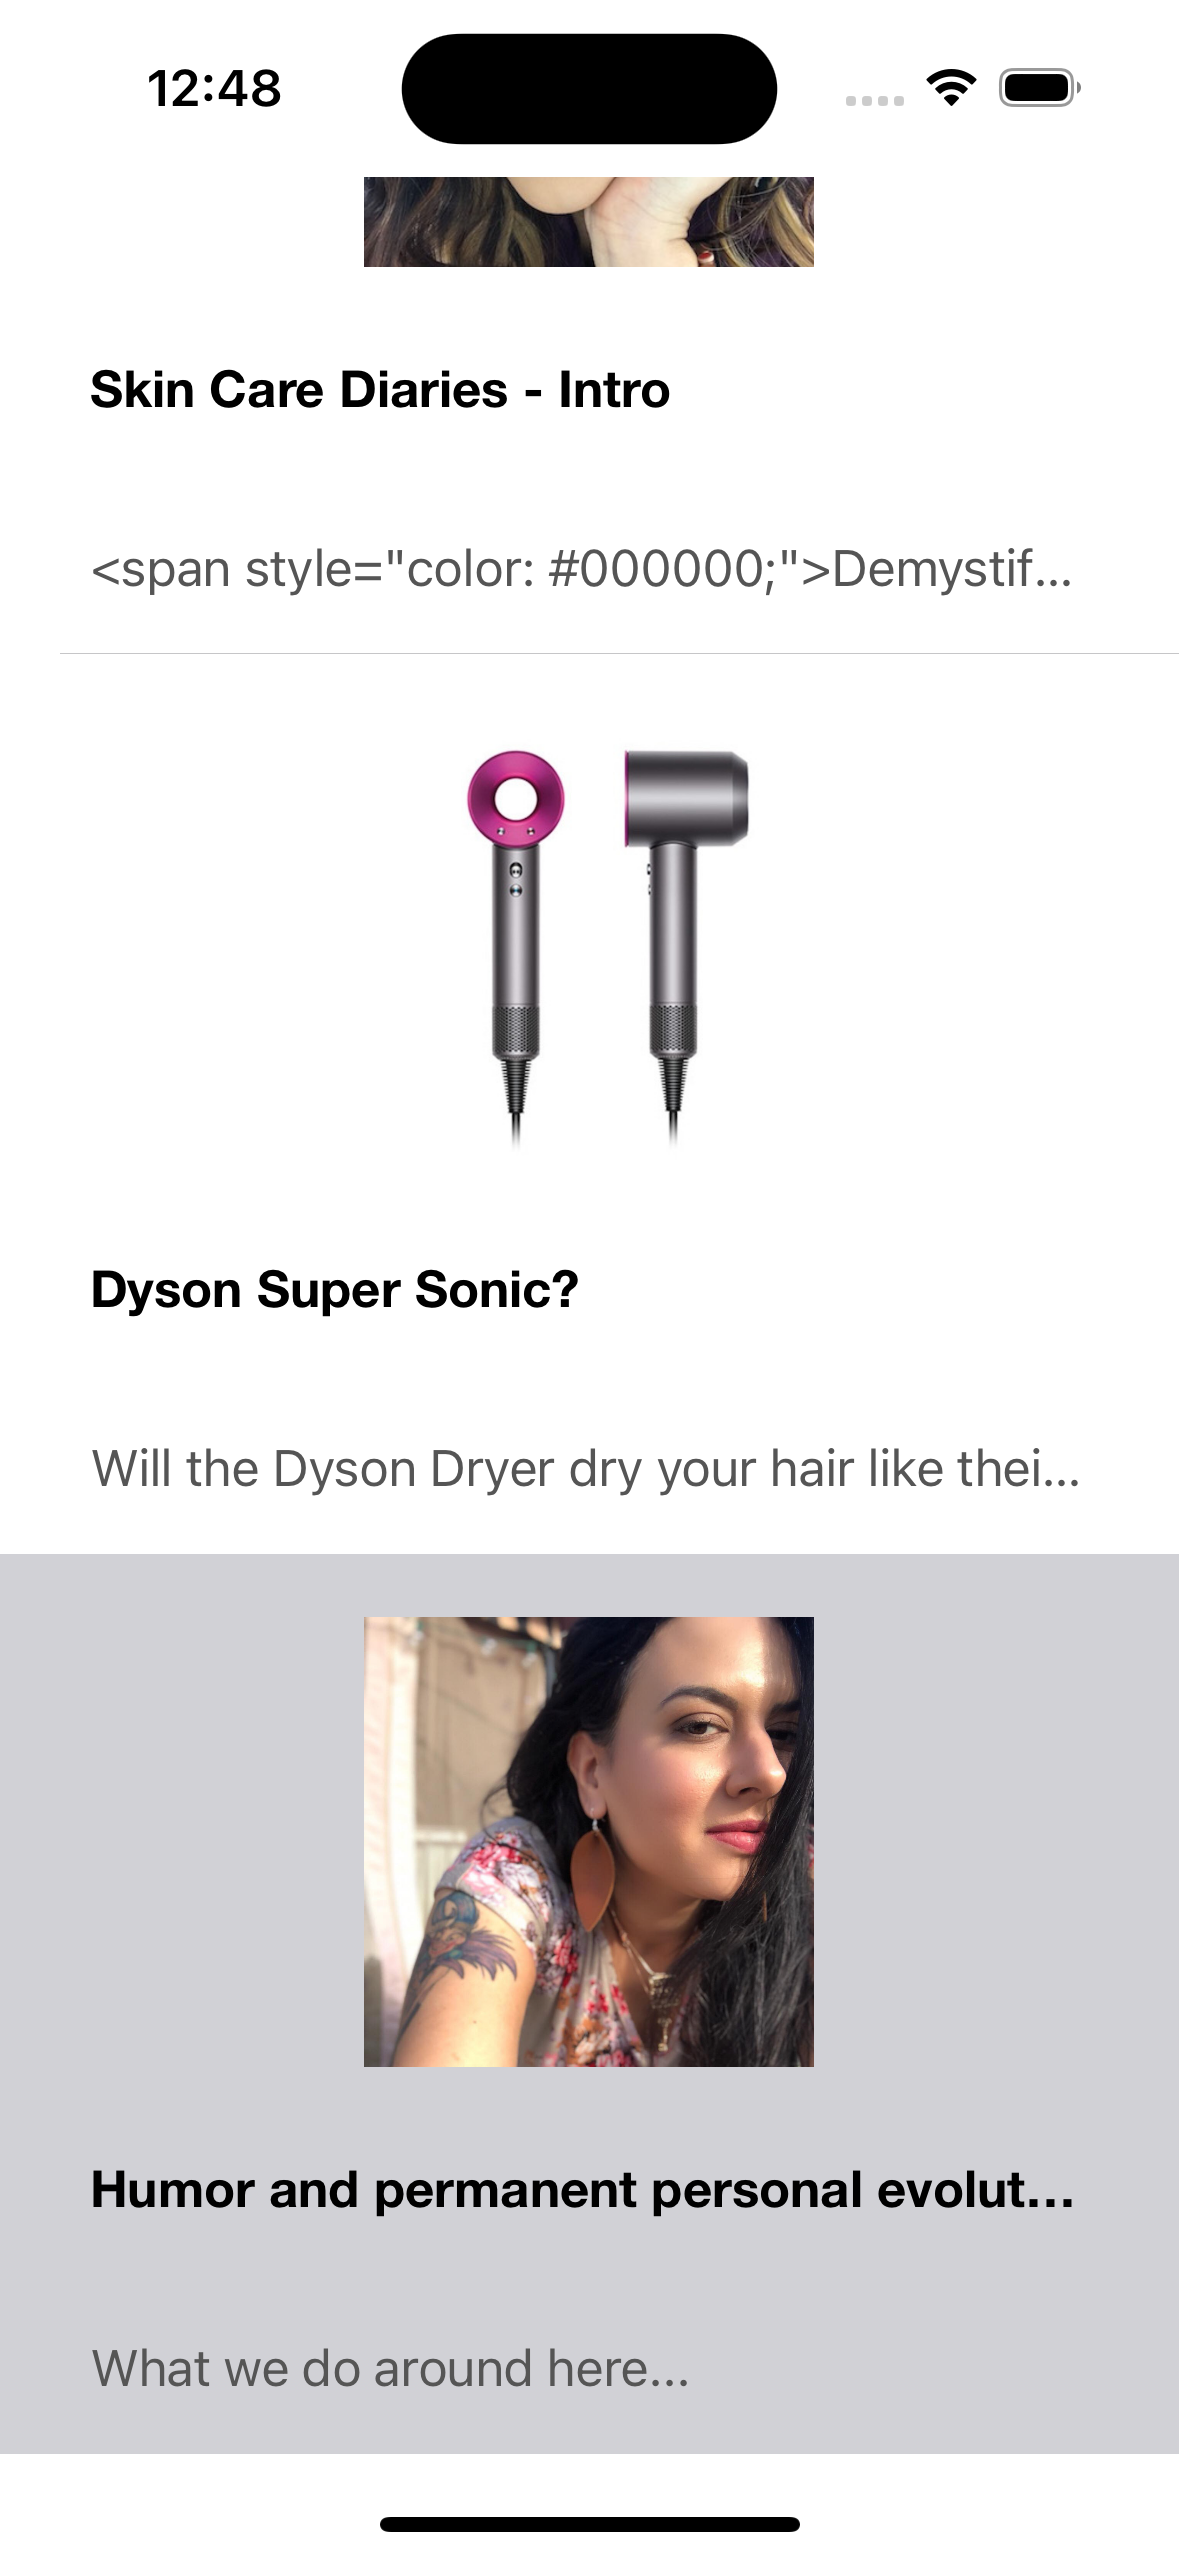 12:48
Skin Care Diaries - Intro
<span style="color: #000000;">Demystif...
Dyson Super Sonic?
Will the Dyson Dryer dry your hair like thei...
Humor and permanent personal evolut...
What we do around here...